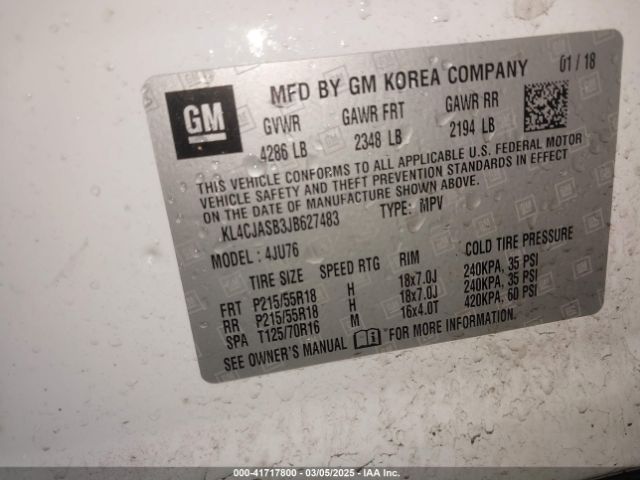 GM
MFD BY GM KOREA COMPANY 01 / 18
GVWR GAWR FRT GAWR RR
4286 LB 2348 LB 2194 LB
THIS VEHICLE CONFORMS TO ALL APPLICABLE U.S. FEDERAL MOTOR
VEHICLE SAFETY AND THEFT PREVENTION STANDARDS IN EFFECT
ON THE DATE OF MANUFACTURE SHOWN ABOVE.
KL4CJASB3JB627483 TYPE: MPV
MODEL : 4JU76
TIRE SIZE SPEED RTG RIM COLD TIRE PRESSURE
FRT P215/55R18 H 18x7.0J 240KPA, 35 PSI
RR P215/55R18 H 18x7.0J 240KPA, 35 PSI
SPA T125/70R16 M 16x4.0T 420KPA, 60 PSI
SEE OWNER'S MANUAL FOR MORE INFORMATION.
000-41717800 — 03/05/2025 — IAA Inc.